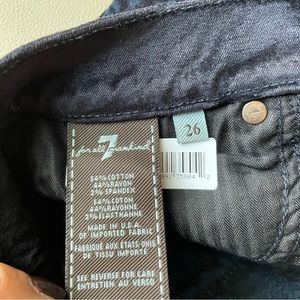 7
for all mankind
26
54%COTTON
44%RAYON
2%SPANDEX
54%COTON
44%RAYONNE
2%ELASTHANNE
MADE IN U.S.A.
OF IMPORTED FABRIC
FABRIQUE AUX ÉTATS UNIS
DE TISSU IMPORTÉ
SEE REVERSE FOR CARE
ENTRETIEN AU VERSO